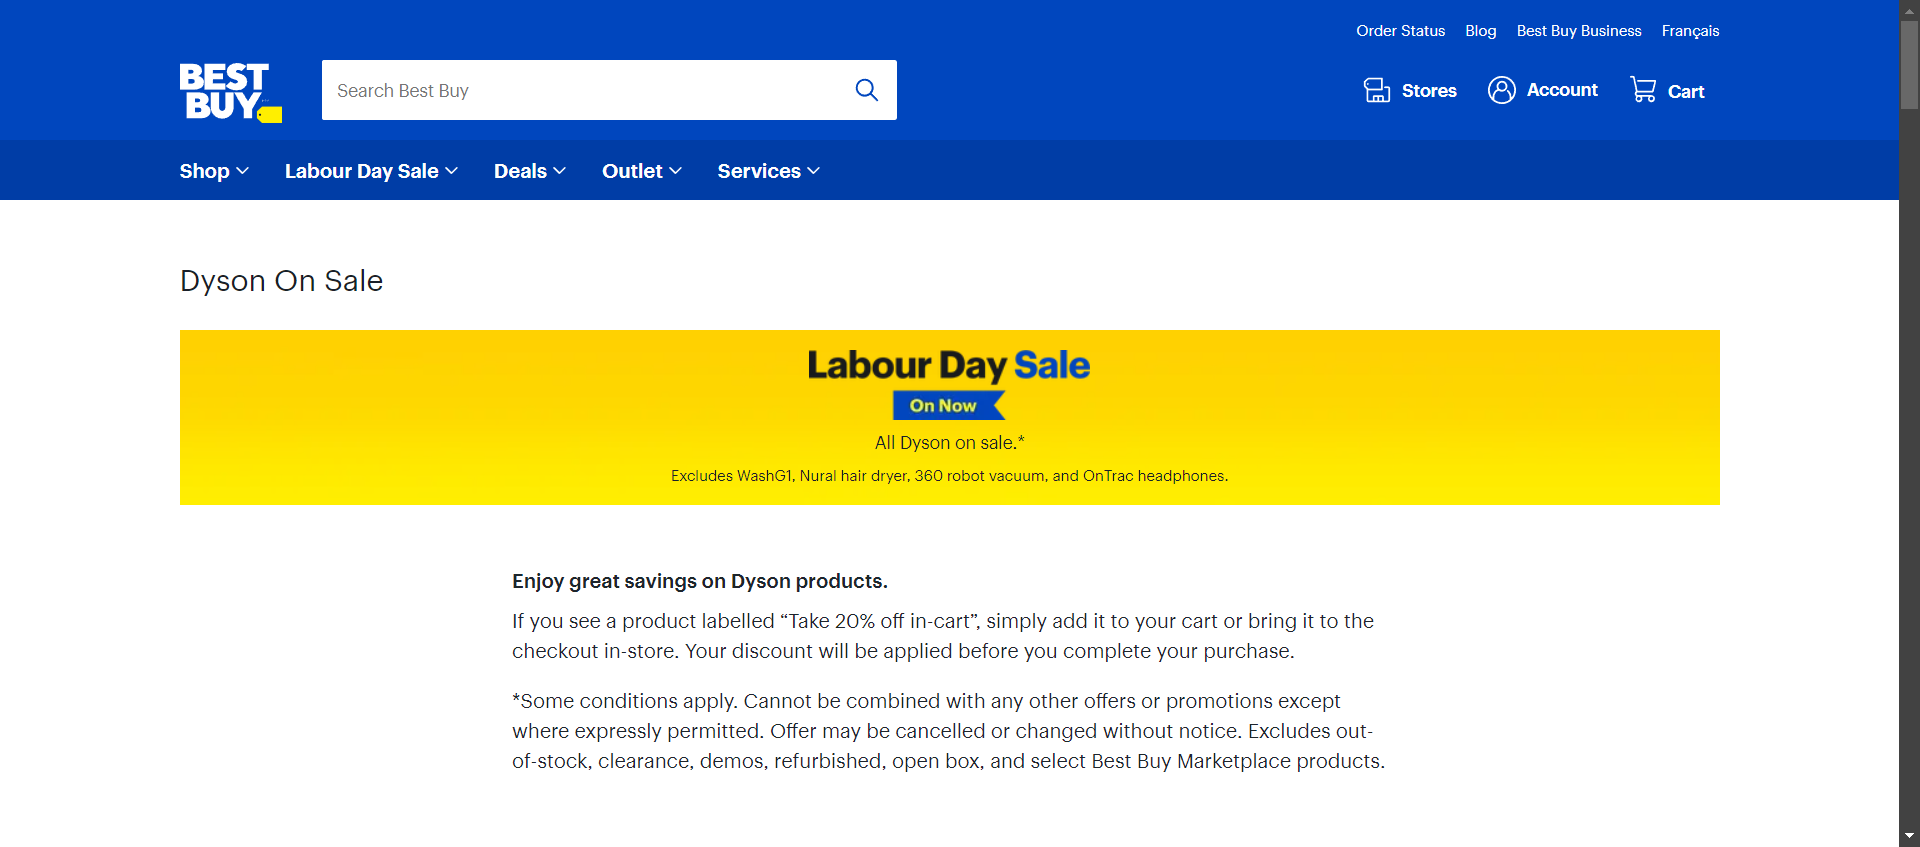 Order Status Blog Best Buy Business Français
BEST
BUY
Search Best Buy
Stores Account Cart
Shop Labour Day Sale Deals Outlet Services
Dyson On Sale
Labour Day Sale
On Now
All Dyson on sale.*
Excludes WashG1, Nural hair dryer, 360 robot vacuum, and OnTrac headphones.
Enjoy great savings on Dyson products.
If you see a product labelled “Take 20% off in-cart”, simply add it to your cart or bring it to the
checkout in-store. Your discount will be applied before you complete your purchase.
*Some conditions apply. Cannot be combined with any other offers or promotions except
where expressly permitted. Offer may be cancelled or changed without notice. Excludes out-
of-stock, clearance, demos, refurbished, open box, and select Best Buy Marketplace products.